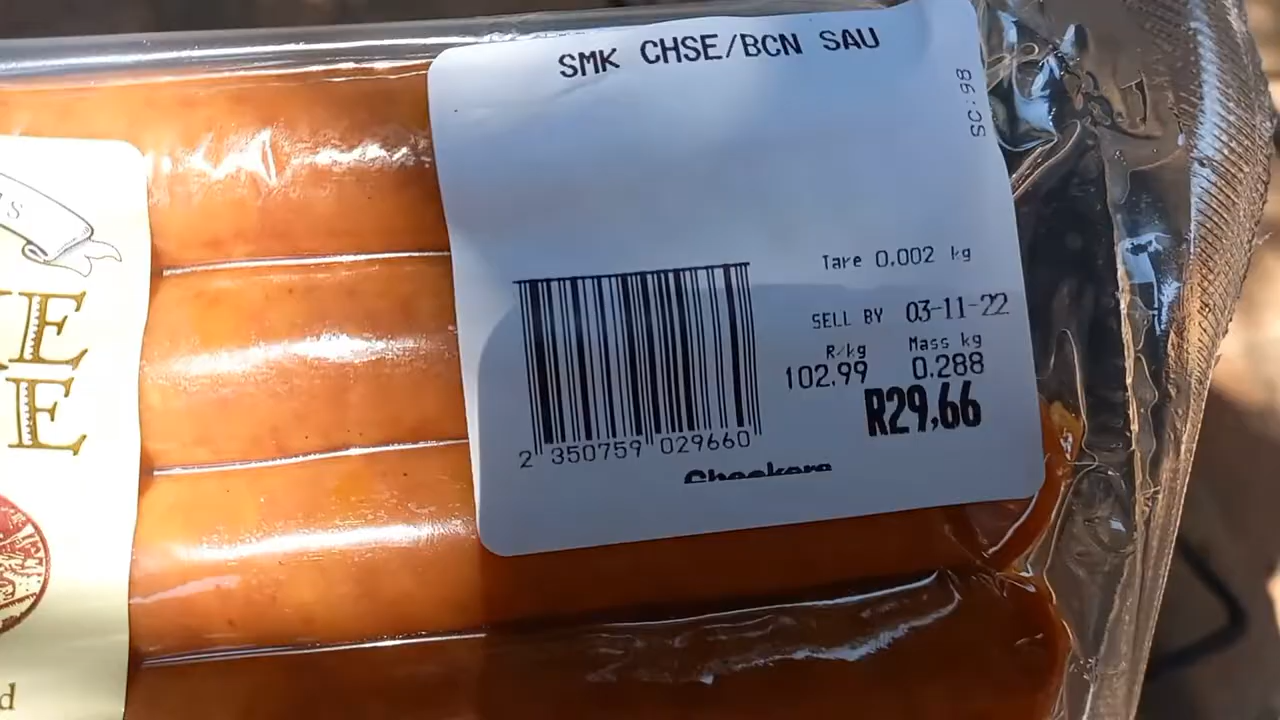 SMK CHSE/BCN SAU
SC:98
Tare 0.002 kg
SELL BY 03-11-22
R/kg Mass kg
102.99 0.288
R29,66
2 350759 029660
Checkers
S
E
E
d